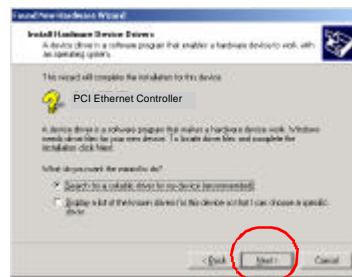 Found New Hardware Wizard
Install Hardware Device Drivers
A device driver is a software program that enables a hardware device to work with
an operating system.
This wizard will complete the installation for this device:
PCI Ethernet Controller
A device driver is a software program that makes a hardware device work. Windows
needs driver files for your new device. To locate driver files and complete the
installation click Next.
What do you want the wizard to do?
Search for a suitable driver for my device (recommended)
Display a list of the known drivers for this device so that I can choose a specific
driver
< Back Next > Cancel